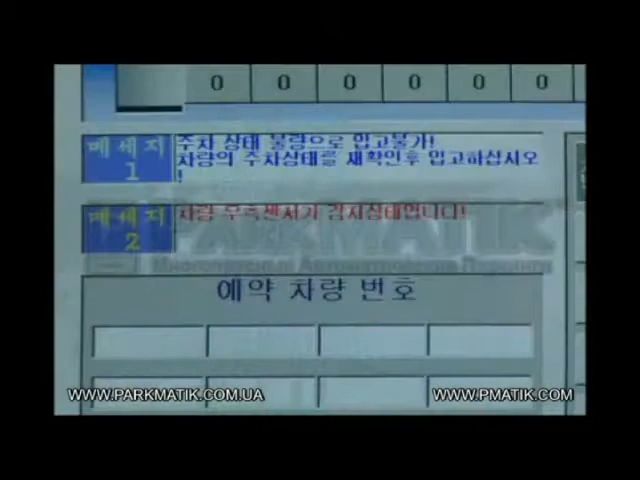 0 0 0 0 0 0
메세지 1
주차 상태 불량으로 입고불가!
차량의 주차상태를 재확인후 입고하십시오
!
메세지 2
차량 우측센서가 감지상태입니다!
PARKMATIK
예약 차량 번호
WWW.PARKMATIK.COM.UA
WWW.PMATIK.COM